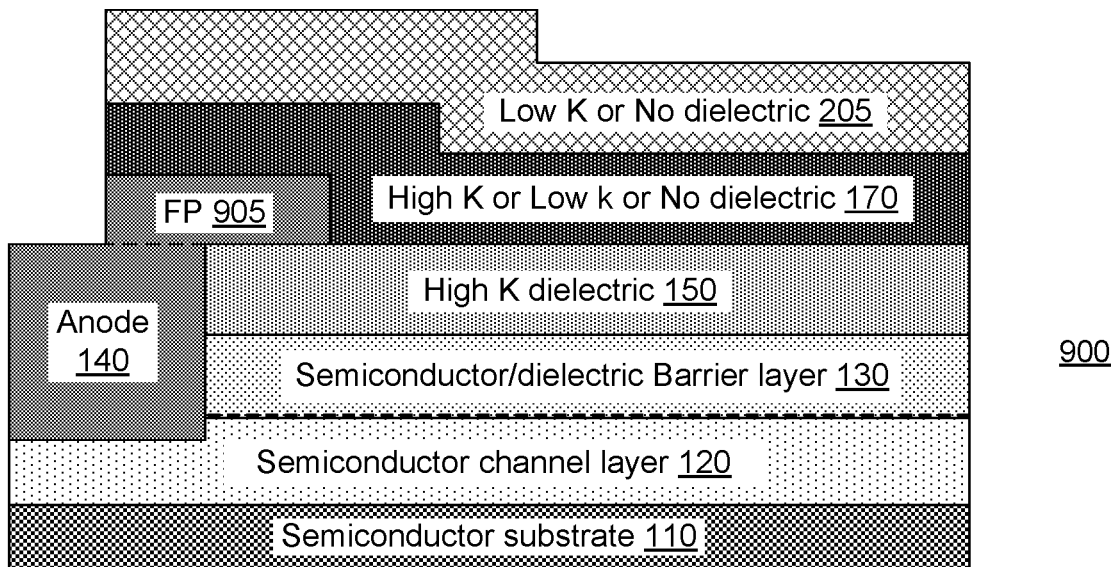 Low K or No dielectric 205
High K or Low k or No dielectric 170
FP 905
High K dielectric 150
Anode
140
900
Semiconductor/dielectric Barrier layer 130
Semiconductor channel layer 120
Semiconductor substrate 110